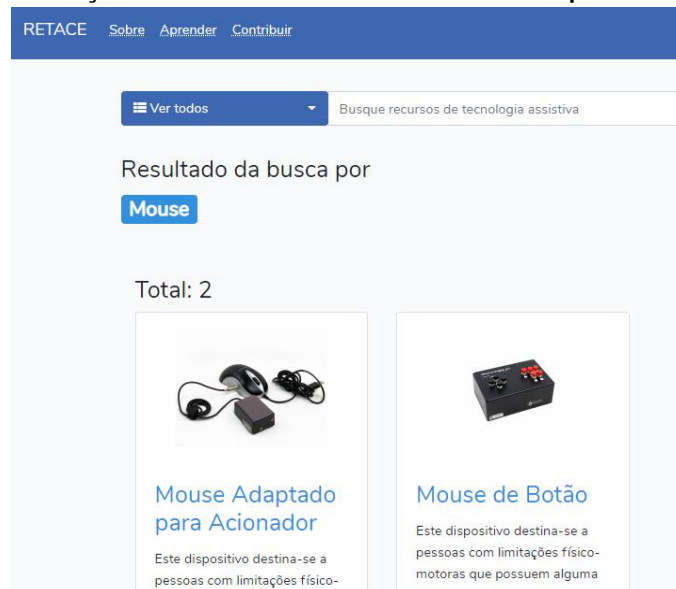 RETACE Sobre Aprender Contribuir
Ver todos
Busque recursos de tecnologia assistiva
Resultado da busca por
Mouse
Total: 2
Mouse Adaptado
para Acionador
Este dispositivo destina-se a
pessoas com limitações físico-
Mouse de Botão
Este dispositivo destina-se a
pessoas com limitações físico-
motoras que possuem alguma